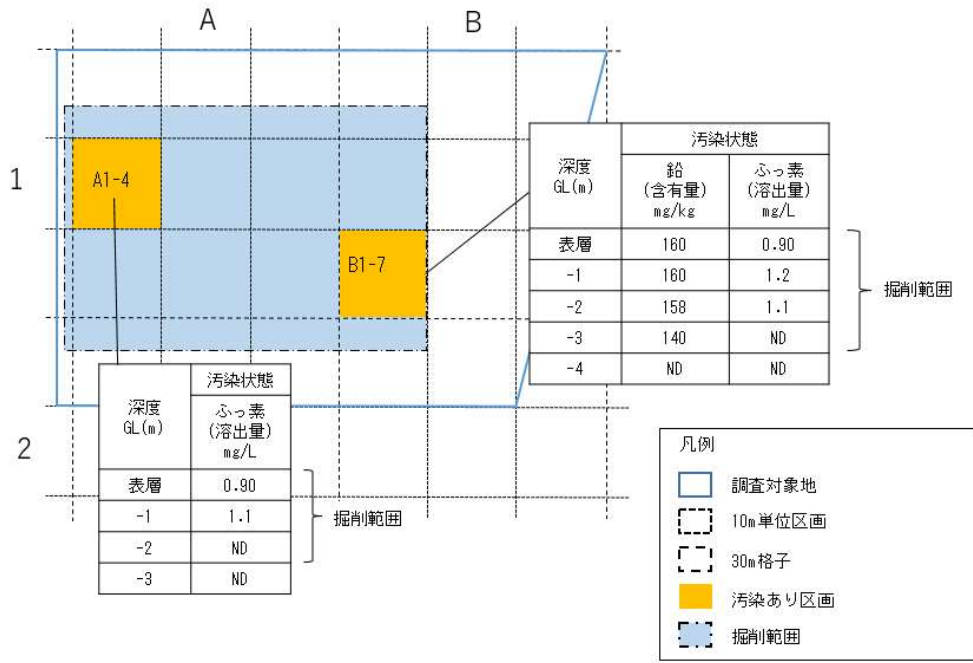 A
B
1
A1-4
B1-7
深度
GL(m)
汚染状態
鉛
(含有量)
mg/kg
ふっ素
(溶出量)
mg/L
表層 160 0.90
-1 160 1.2
-2 158 1.1
-3 140 ND
-4 ND ND
掘削範囲
2
深度
GL(m)
汚染状態
ふっ素
(溶出量)
mg/L
表層 0.90
-1 1.1
-2 ND
-3 ND
掘削範囲
凡例
調査対象地
10m単位区画
30m格子
汚染あり区画
掘削範囲